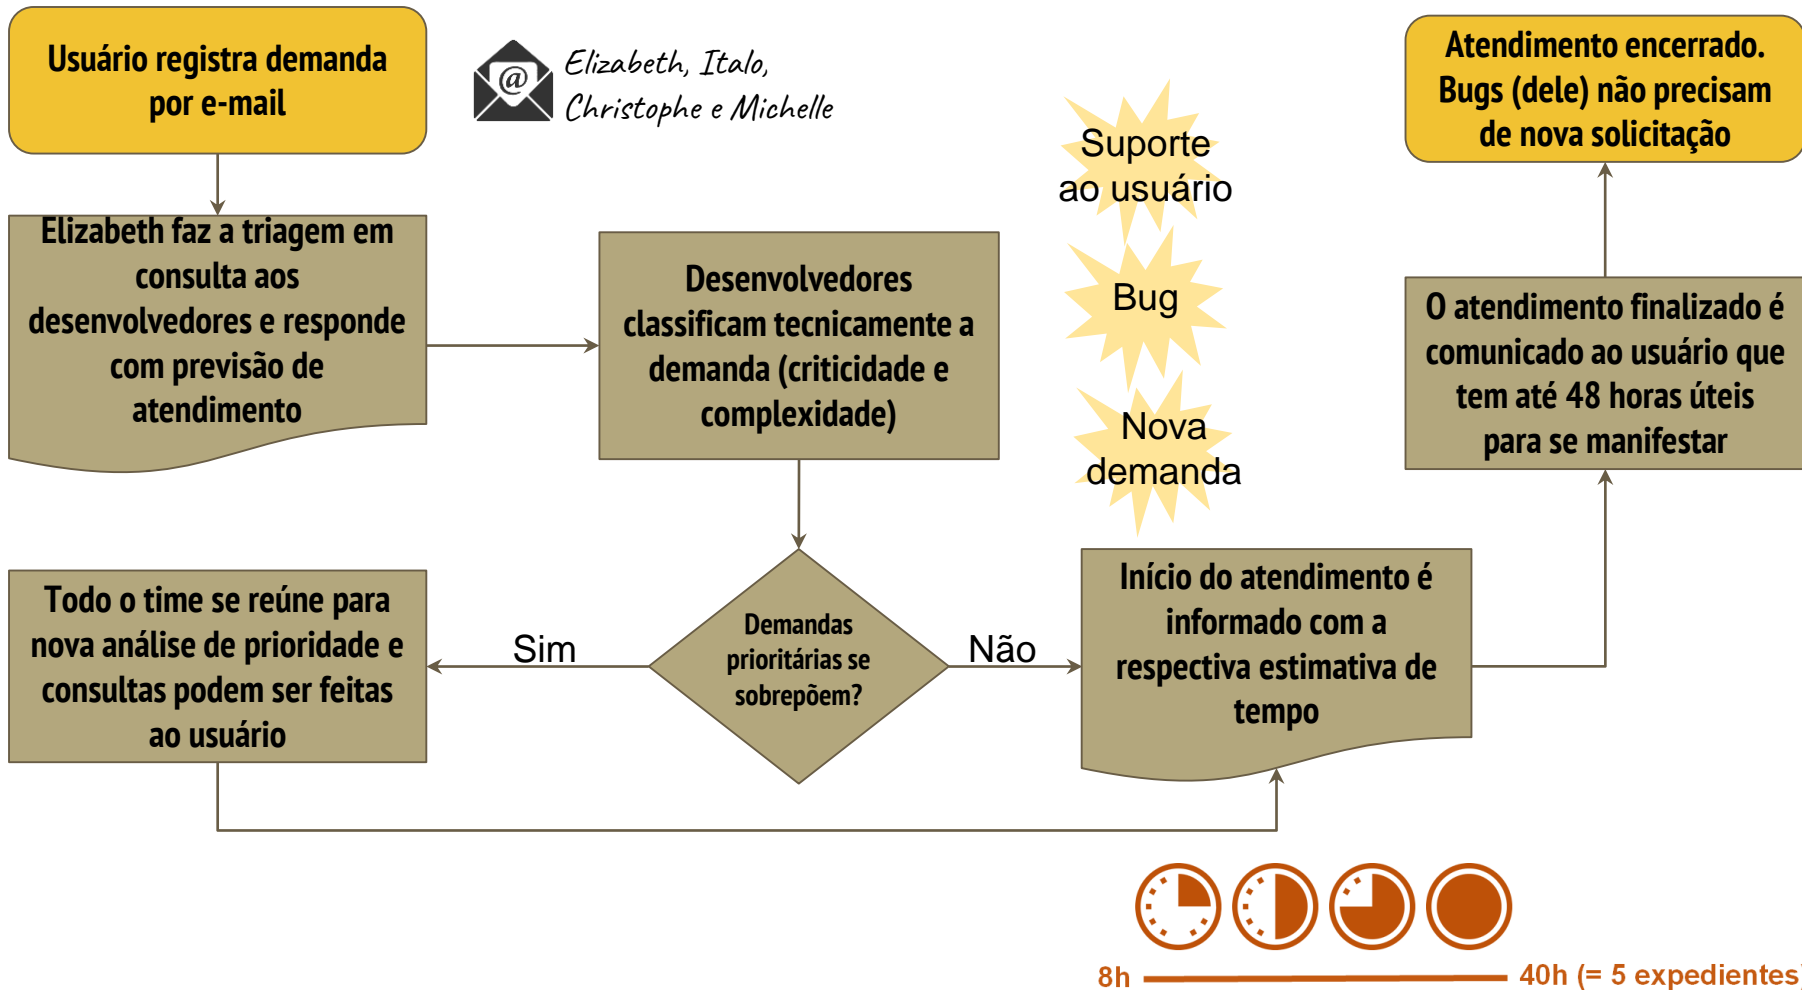 Usuário registra demanda
por e-mail
@
Elizabeth, Italo,
Christophe e Michelle
Elizabeth faz a triagem em
consulta aos
desenvolvedores e responde
com previsão de
atendimento
Desenvolvedores
classificam tecnicamente a
demanda (criticidade e
complexidade)
Suporte
ao usuário
Bug
Nova
demanda
Demandas
prioritárias se
sobrepõem?
Sim
Não
Todo o time se reúne para
nova análise de prioridade e
consultas podem ser feitas
ao usuário
Início do atendimento é
informado com a
respectiva estimativa de
tempo
O atendimento finalizado é
comunicado ao usuário que
tem até 48 horas úteis
para se manifestar
Atendimento encerrado.
Bugs (dele) não precisam
de nova solicitação
8h
40h (= 5 expedientes)